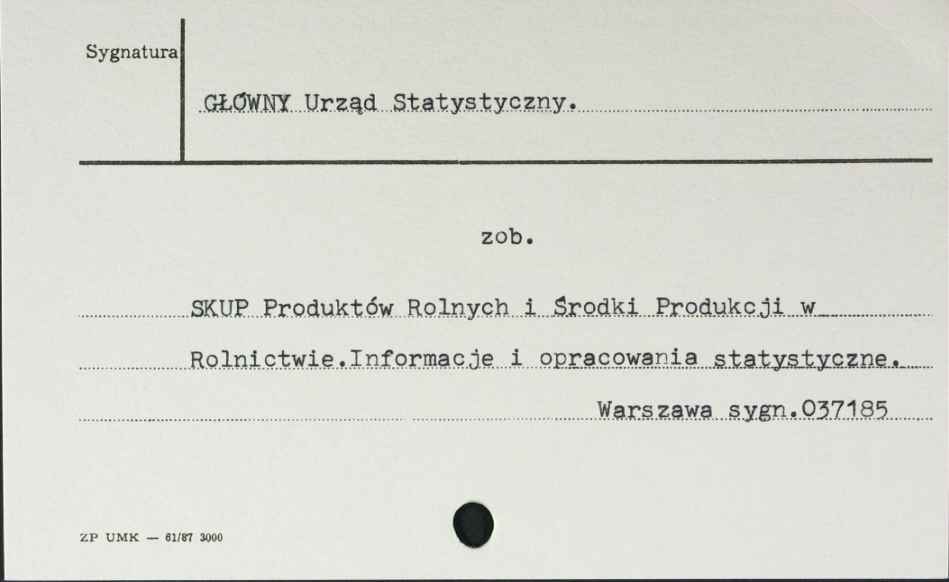 Sygnatura
GŁÓWNY Urząd Statystyczny.
zob.
SKUP Produktów Rolnych i Środki Produkcji w
Rolnictwie.Informacje i opracowania statystyczne.
Warszawa sygn.037185
ZP UMK — 61/87 3000